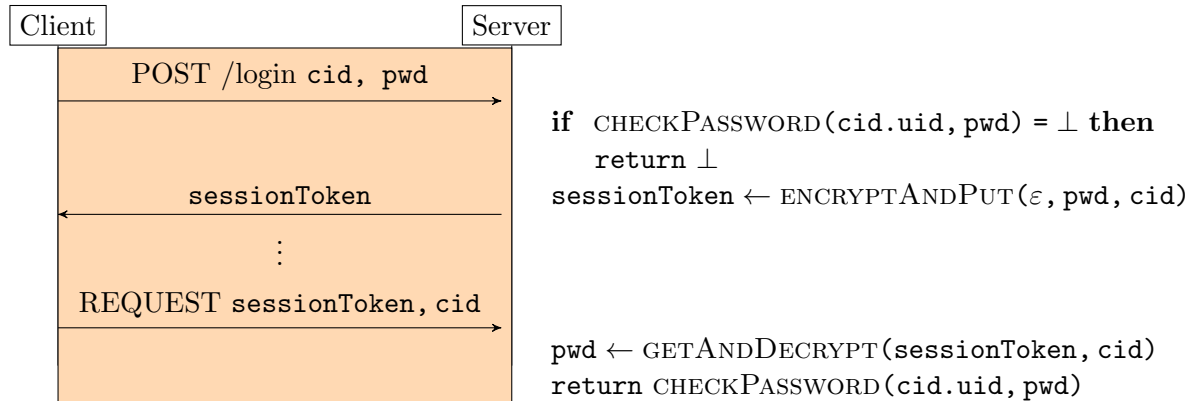 Client Server
POST /login cid, pwd
if CHECKPASSWORD(cid.uid, pwd) = ⊥ then
return ⊥
sessionToken
sessionToken ← ENCRYPTANDPUT(ε, pwd, cid)
⋮
REQUEST sessionToken, cid
pwd ← GETANDDECRYPT(sessionToken, cid)
return CHECKPASSWORD(cid.uid, pwd)